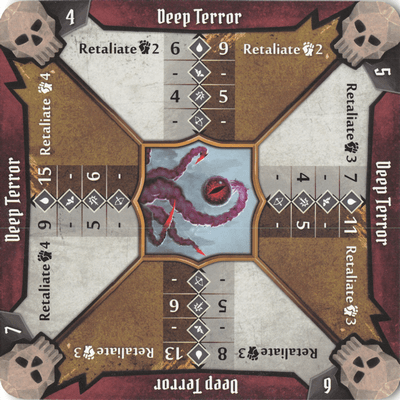 4
Deep Terror
Retaliate 2 6 9 Retaliate 2
- -
4 5
- -
5
Deep Terror
Retaliate 3 7 11 Retaliate 3
- -
4 5
- -
6
Deep Terror
Retaliate 3 8 13 Retaliate 3
- -
5 6
- -
7
Deep Terror
Retaliate 4 9 15 Retaliate 4
- -
5 6
- -